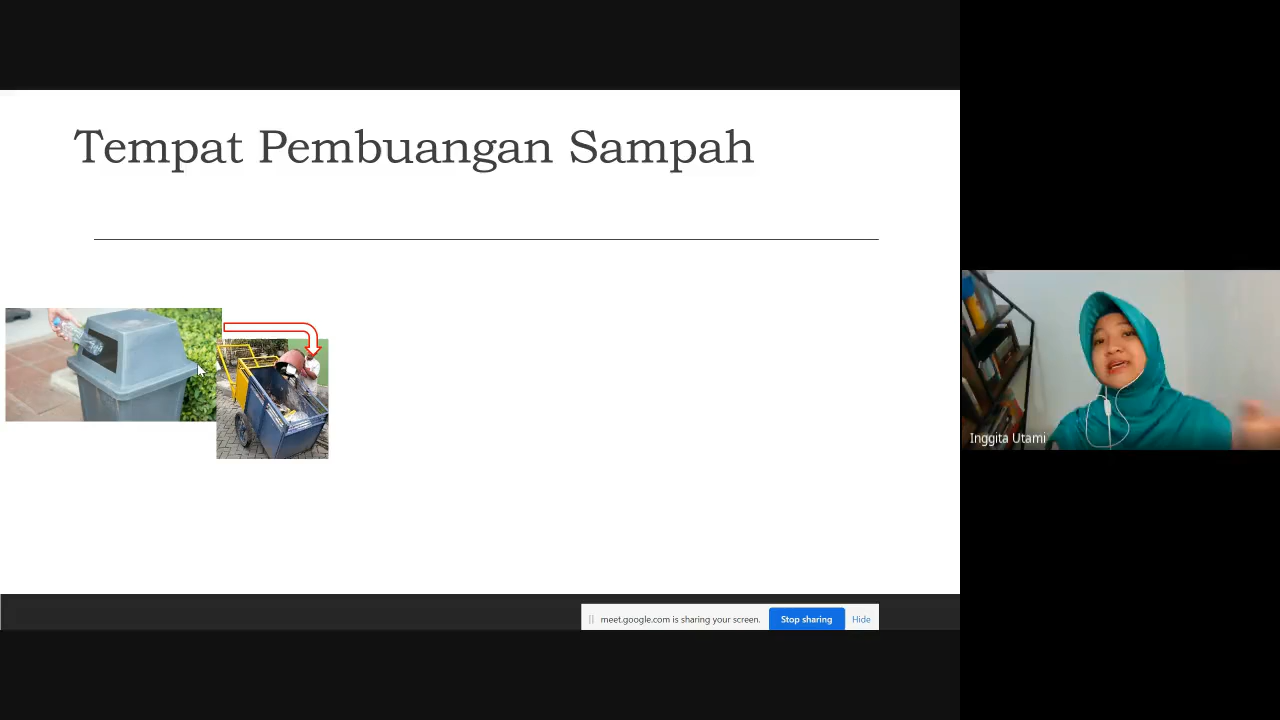 Tempat Pembuangan Sampah
Inggita Utami
meet.google.com is sharing your screen.
Stop sharing
Hide